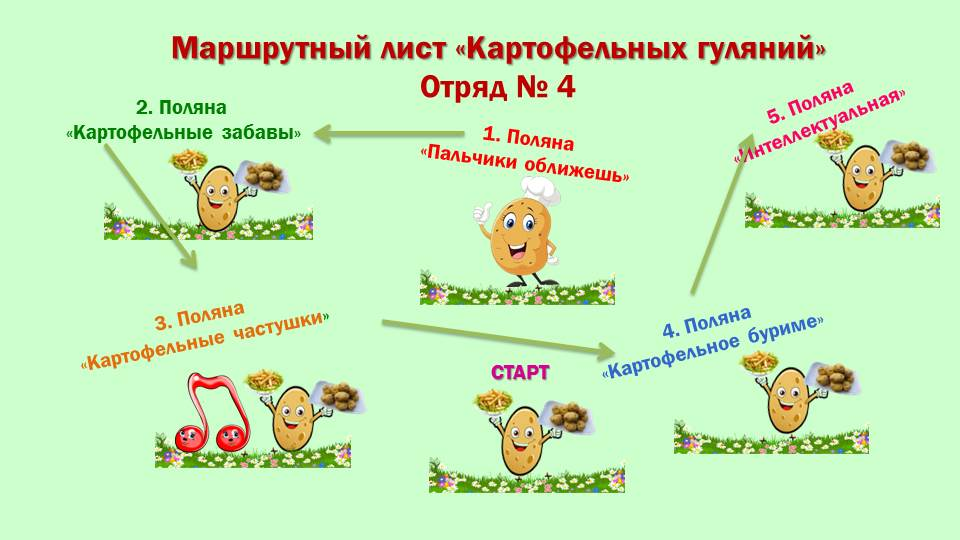 Маршрутный лист «Картофельных гуляний»
Отряд № 4
1. Поляна
«Пальчики оближешь»
2. Поляна
«Картофельные забавы»
3. Поляна
«Картофельные частушки»
4. Поляна
«Картофельное буриме»
5. Поляна
«Интеллектуальная»
СТАРТ